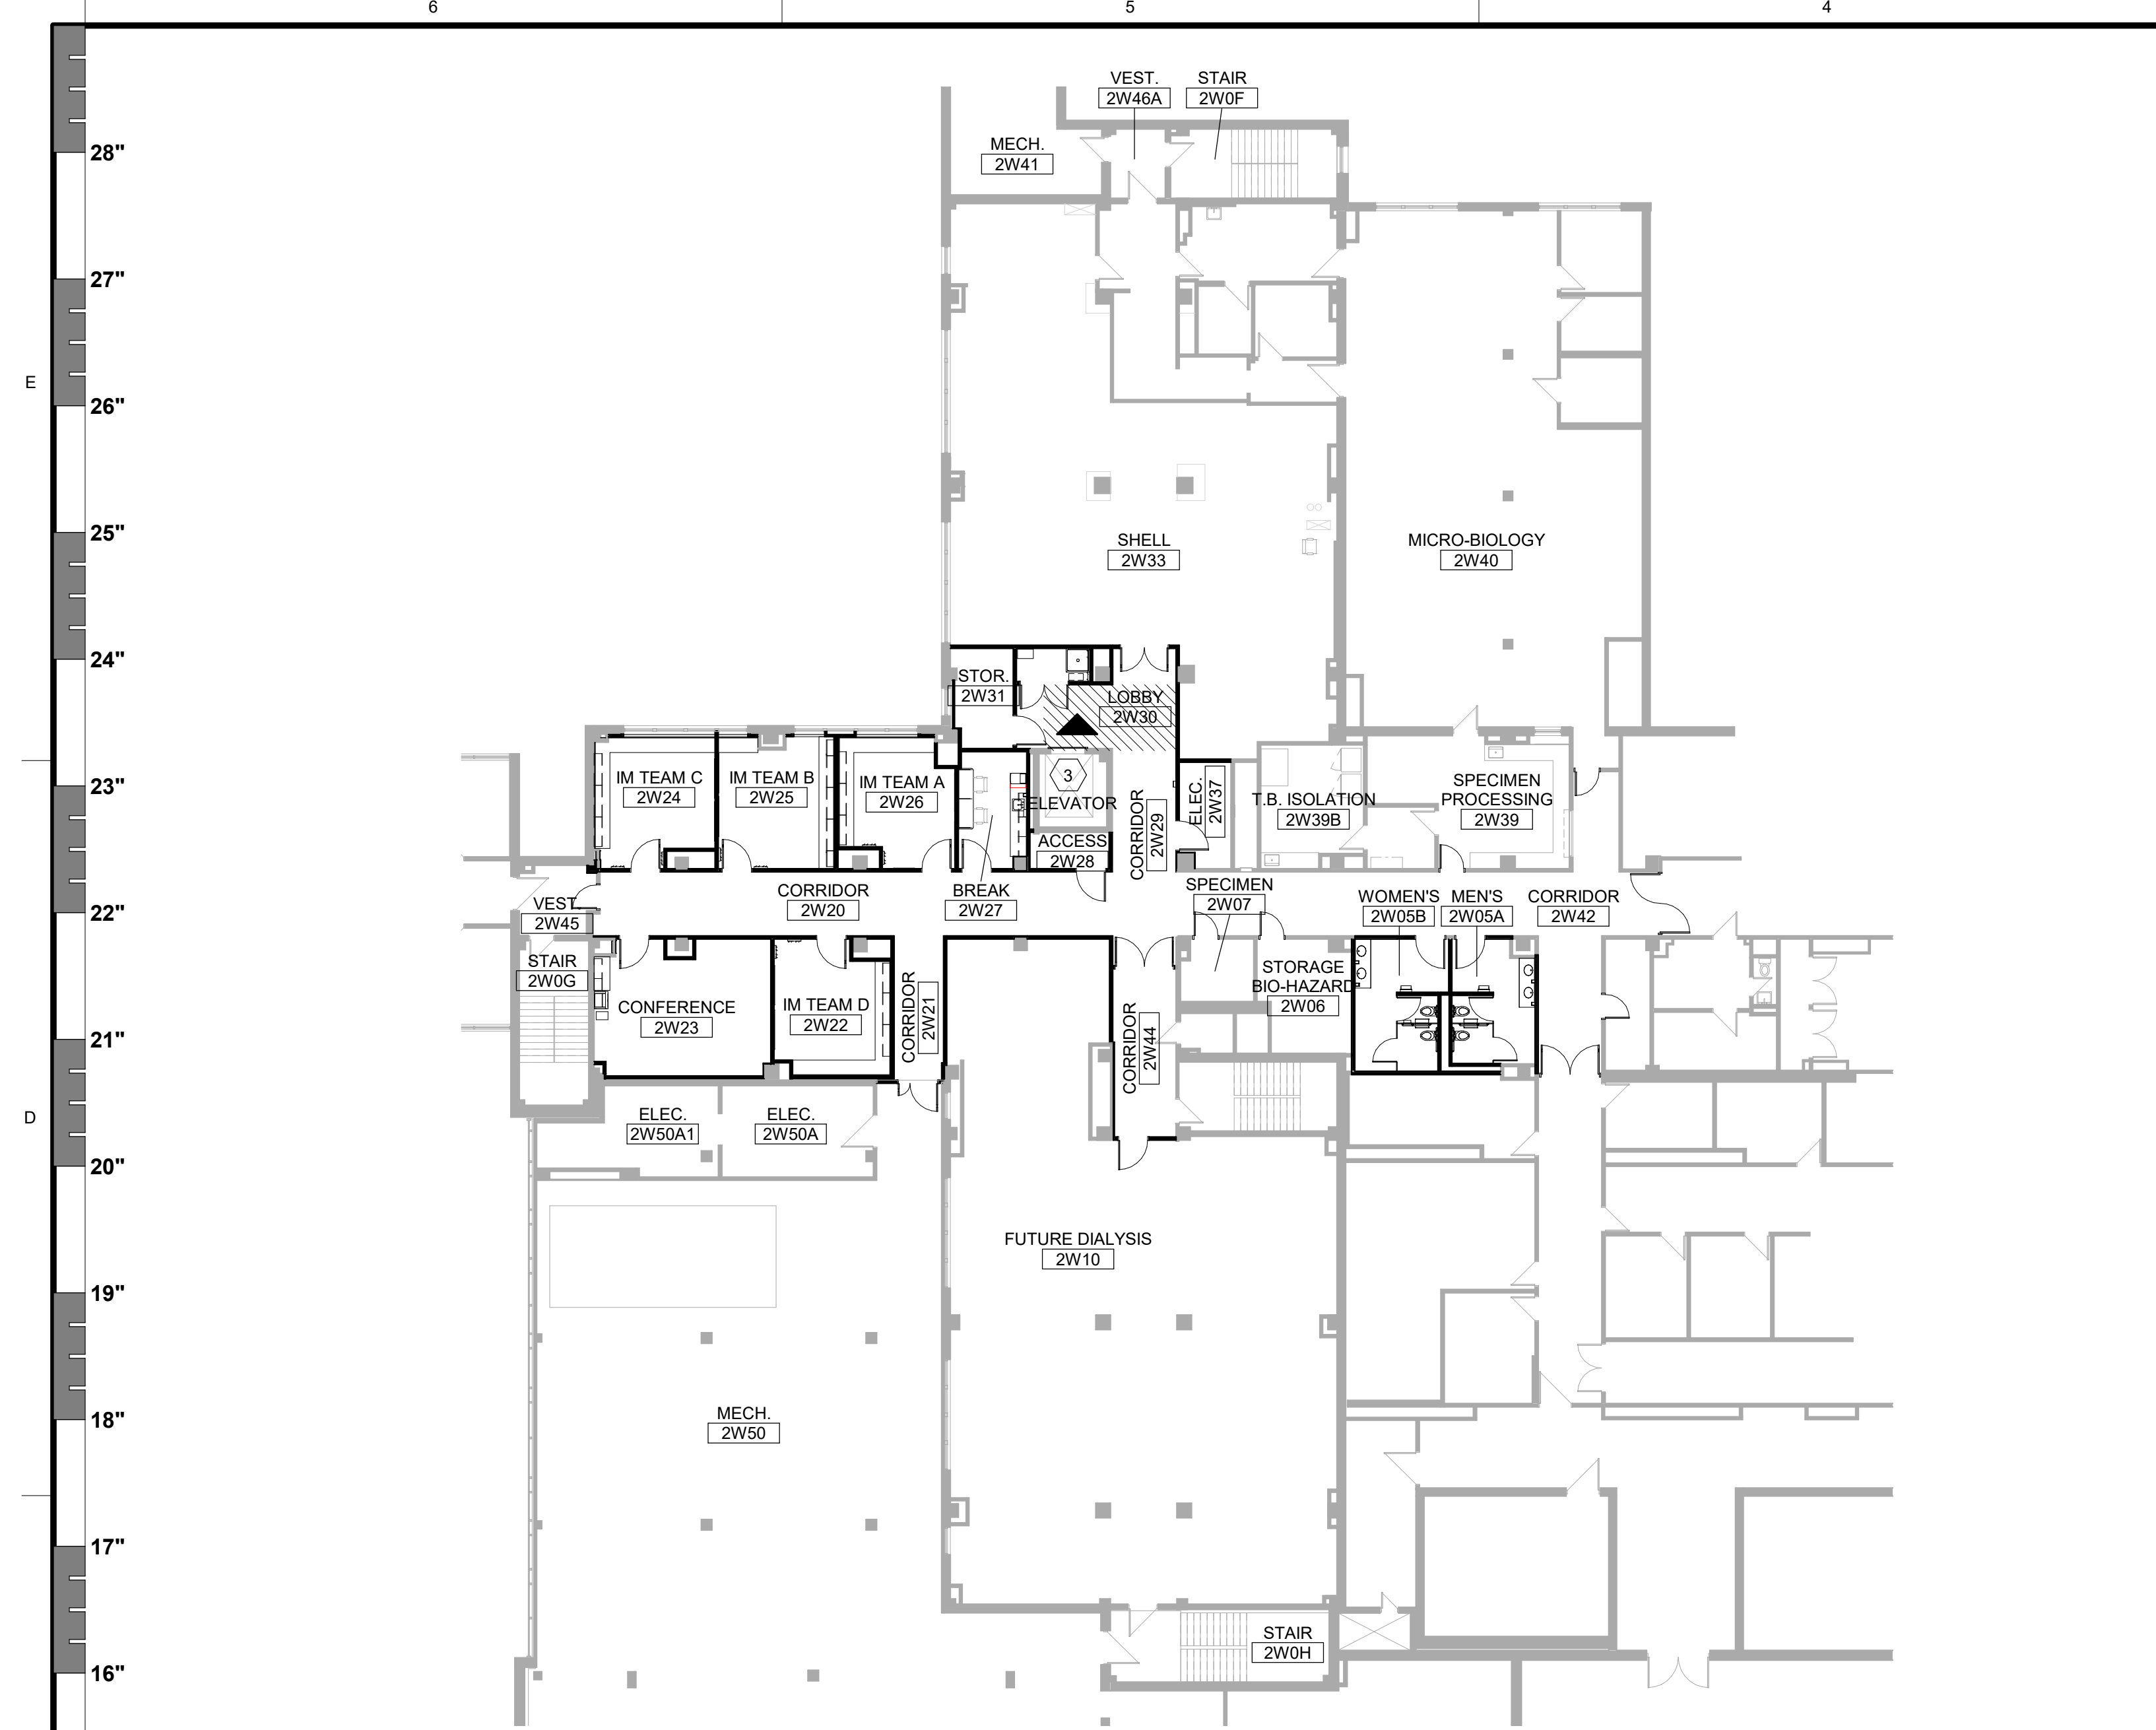 6
5
4
VEST.
2W46A
STAIR
2W0F
MECH.
2W41
28"
27"
E
26"
25"
SHELL
2W33
MICRO-BIOLOGY
2W40
24"
STOR.
2W31
LOBBY
2W30
23"
IM TEAM C
2W24
IM TEAM B
2W25
IM TEAM A
2W26
3
ELEVATOR
ACCESS
2W28
CORRIDOR
2W29
ELEC.
2W37
T.B. ISOLATION
2W39B
SPECIMEN
PROCESSING
2W39
22"
VEST.
2W45
CORRIDOR
2W20
BREAK
2W27
SPECIMEN
2W07
WOMEN'S
2W05B
MEN'S
2W05A
CORRIDOR
2W42
STAIR
2W0G
CONFERENCE
2W23
IM TEAM D
2W22
CORRIDOR
2W21
CORRIDOR
2W44
STORAGE
BIO-HAZARD
2W06
21"
D
ELEC.
2W50A1
ELEC.
2W50A
20"
FUTURE DIALYSIS
2W10
19"
18"
MECH.
2W50
17"
STAIR
2W0H
16"